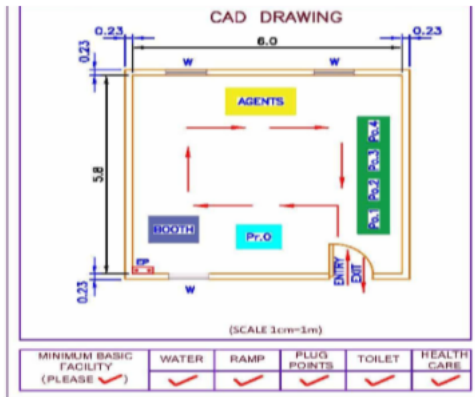 CAD DRAWING
0.23 6.0 0.23
0.23
W W
AGENTS
5.8
Po.4
Po.3
Po.2
Po.1
BOOTH
Pr.O
EP
ENTRY
EXIT
0.23
W
(SCALE 1cm=1m)
MINIMUM BASIC FACILITY (PLEASE ✓) WATER RAMP PLUG POINTS TOILET HEALTH CARE
✓ ✓ ✓ ✓ ✓